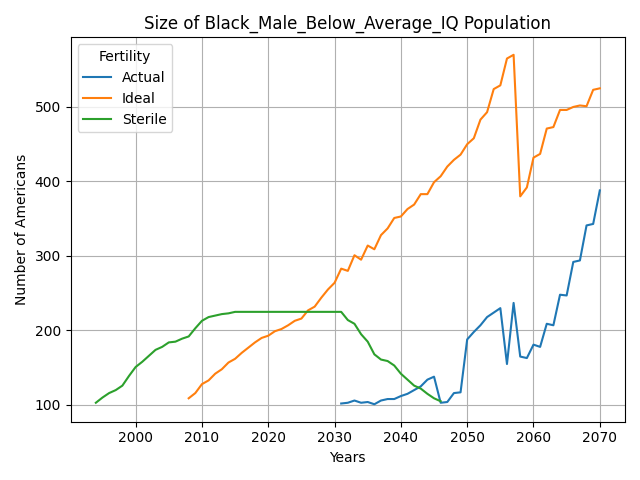 Size of Black_Male_Below_Average_IQ Population
Fertility
Actual
Ideal
Sterile
Number of Americans
500
400
300
200
100
2000 2010 2020 2030 2040 2050 2060 2070
Years